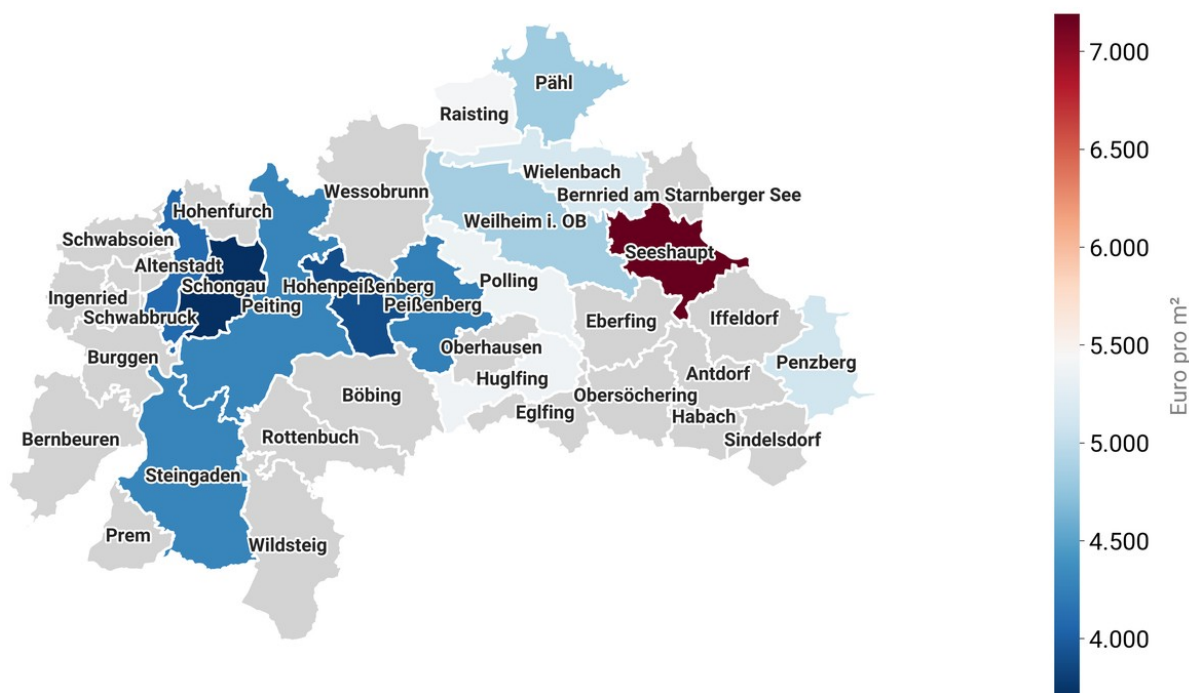 Pähl
Raisting
Wielenbach
Wessobrunn
Bernried am Starnberger See
Hohenfurch
Weilheim i. OB
Schwabsoien
Seeshaupt
Altenstadt
Polling
Schongau
Hohenpeißenberg
Ingenried
Peiting
Peißenberg
Schwabbruck
Eberfing
Iffeldorf
Oberhausen
Burggen
Penzberg
Antdorf
Huglfing
Böbing
Obersöchering
Eglfing
Habach
Bernbeuren
Rottenbuch
Sindelsdorf
Steingaden
Prem
Wildsteig
7.000
6.500
6.000
5.500
5.000
4.500
4.000
Euro pro m²